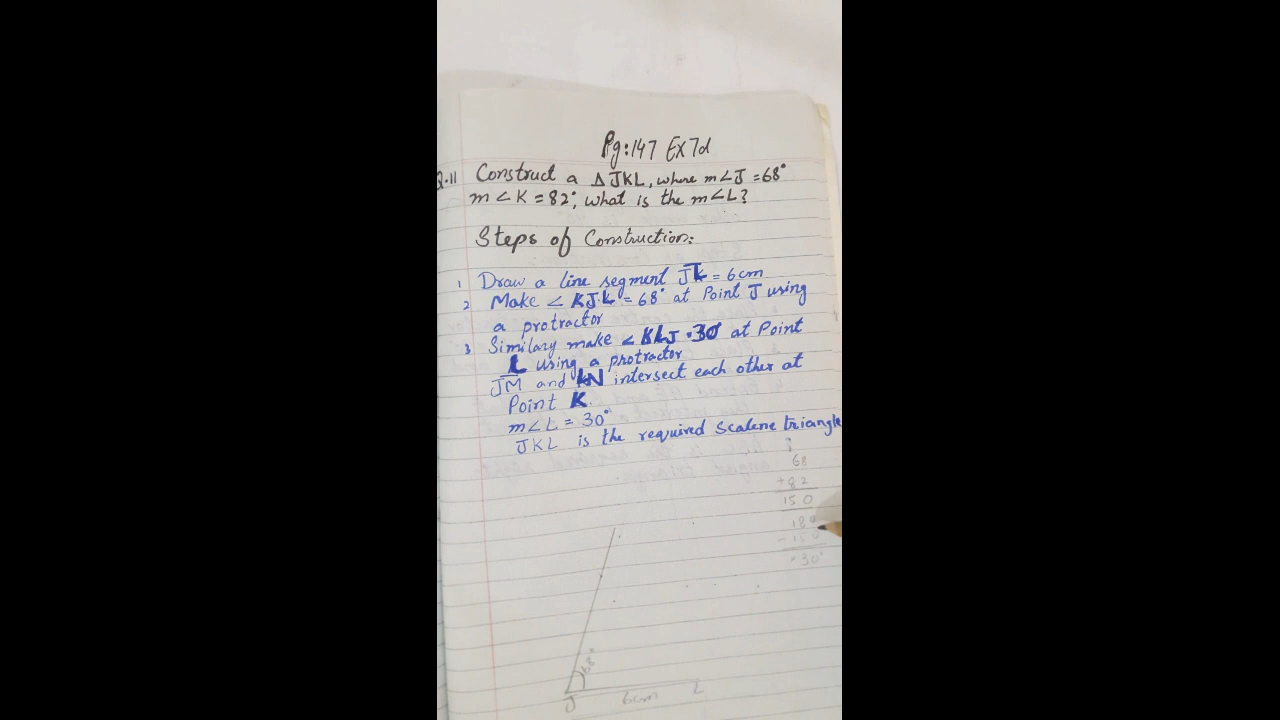 Pg:147 Ex7d
Q.11 Construct a ΔJKL, where m∠J =68°
m∠K = 82°, what is the m∠L?
Steps of Construction:
1 Draw a line segment JK = 6cm
2 Make ∠KJL = 68° at Point J using
a protractor
3 Similary make ∠KLJ = 30° at Point
L using a protractor
JM and LN intersect each other at
Point K.
m∠L = 30°
JKL is the required Scalene triangle
68
+82
150
180
-150
30°
68°
J 6cm L